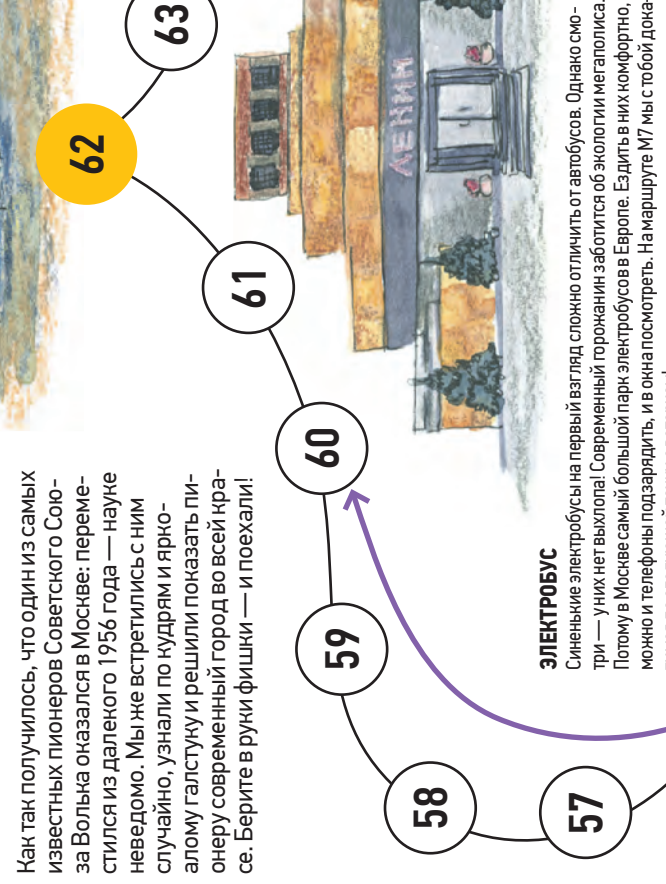 Как так получилось, что один из самых
известных пионеров Советского Сою-
за Волька оказался в Москве: переме-
стился из далекого 1956 года — науке
неведомо. Мы же встретились с ним
случайно, узнали по кудрям и ярко-
алому галстуку и решили показать пи-
онеру современный город во всей кра-
се. Берите в руки фишки — и поехали!
57
58
59
60
61
62
63
ЛЕНИН
ЭЛЕКТРОБУС
Синенькие электробусы на первый взгляд сложно отличить от автобусов. Однако смо-
три — у них нет выхлопа! Современный горожанин заботится об экологии мегаполиса.
Потому в Москве самый большой парк электробусов в Европе. Ездить в них комфортно,
можно и телефоны подзарядить, и в окна посмотреть. На маршруте М7 мы с тобой дока-